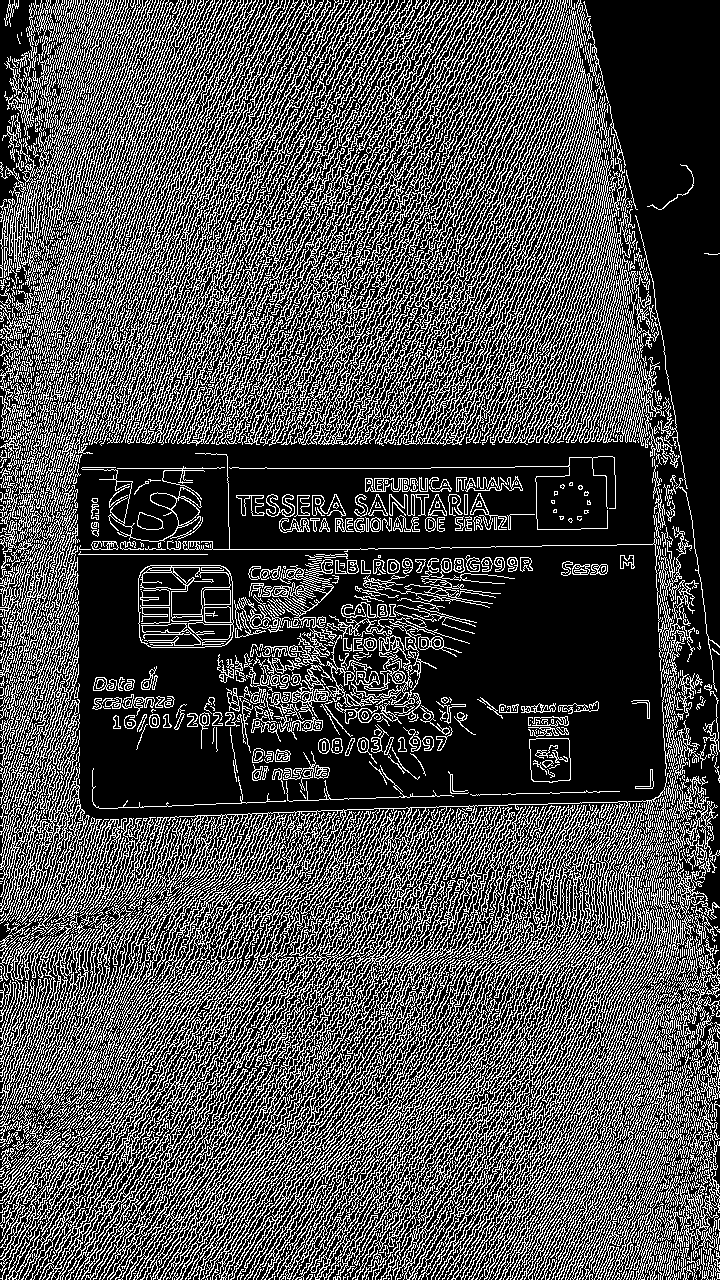 REPUBBLICA ITALIANA
TESSERA SANITARIA
CARTA REGIONALE DE SERVIZI
Codice Fiscale CLBLRD97C08G999R Sesso M
Cognome CALBI
Nome LEONARDO
Luogo di nascita PRATO
Data di scadenza 16/01/2022
Provincia PO
Data di nascita 08/03/1997
REGIONE
TOSCANA